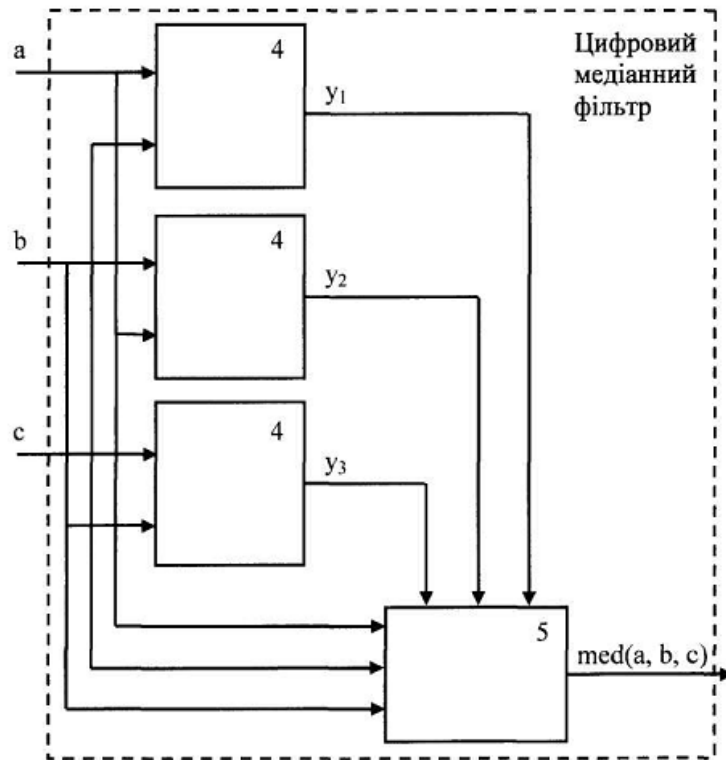 a
4
Цифровий
медіанний
фільтр
y₁
b
4
y₂
c
4
y₃
5
med(a, b, c)